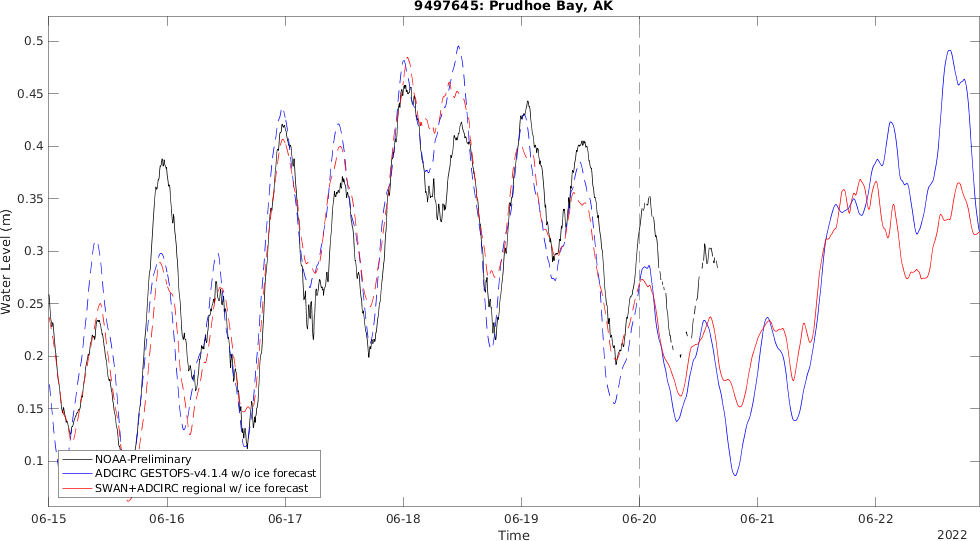 9497645: Prudhoe Bay, AK
Water Level (m)
0.5
0.45
0.4
0.35
0.3
0.25
0.2
0.15
0.1
NOAA-Preliminary
ADCIRC GESTOFS-v4.1.4 w/o ice forecast
SWAN+ADCIRC regional w/ ice forecast
06-15 06-16 06-17 06-18 06-19 06-20 06-21 06-22
Time
2022